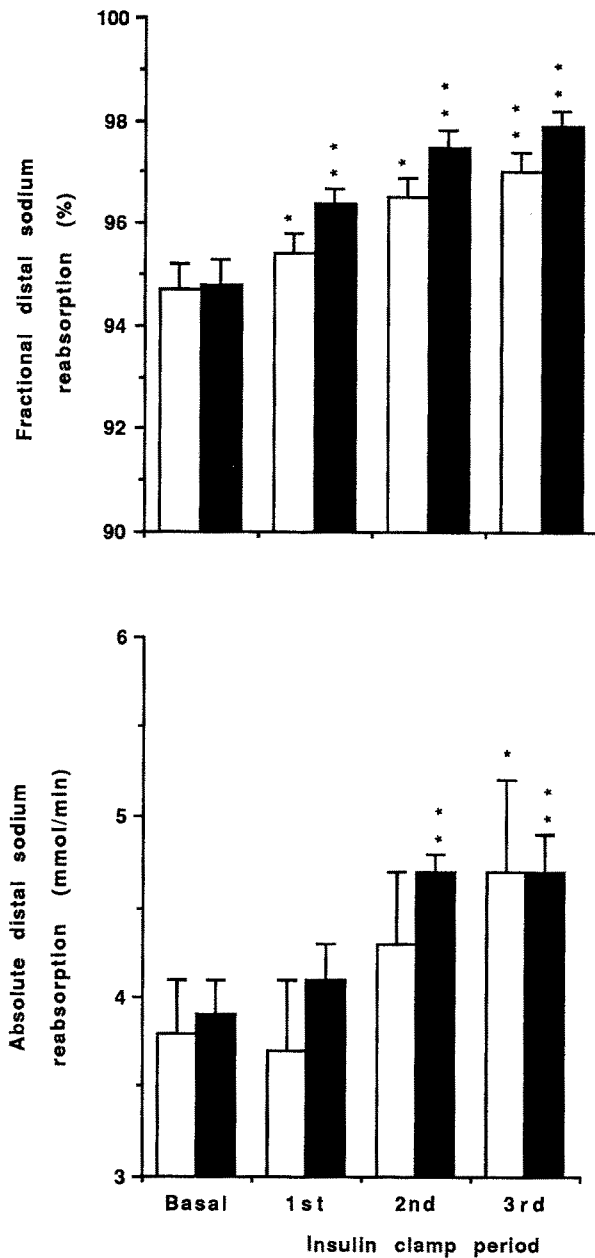 Fractional distal sodium
reabsorption (%)
100
98
96
94
92
90
* * * * * * * * * *
Absolute distal sodium
reabsorption (mmol/min)
6
5
4
3
* * * * *
Basal 1st 2nd 3rd
Insulin clamp period